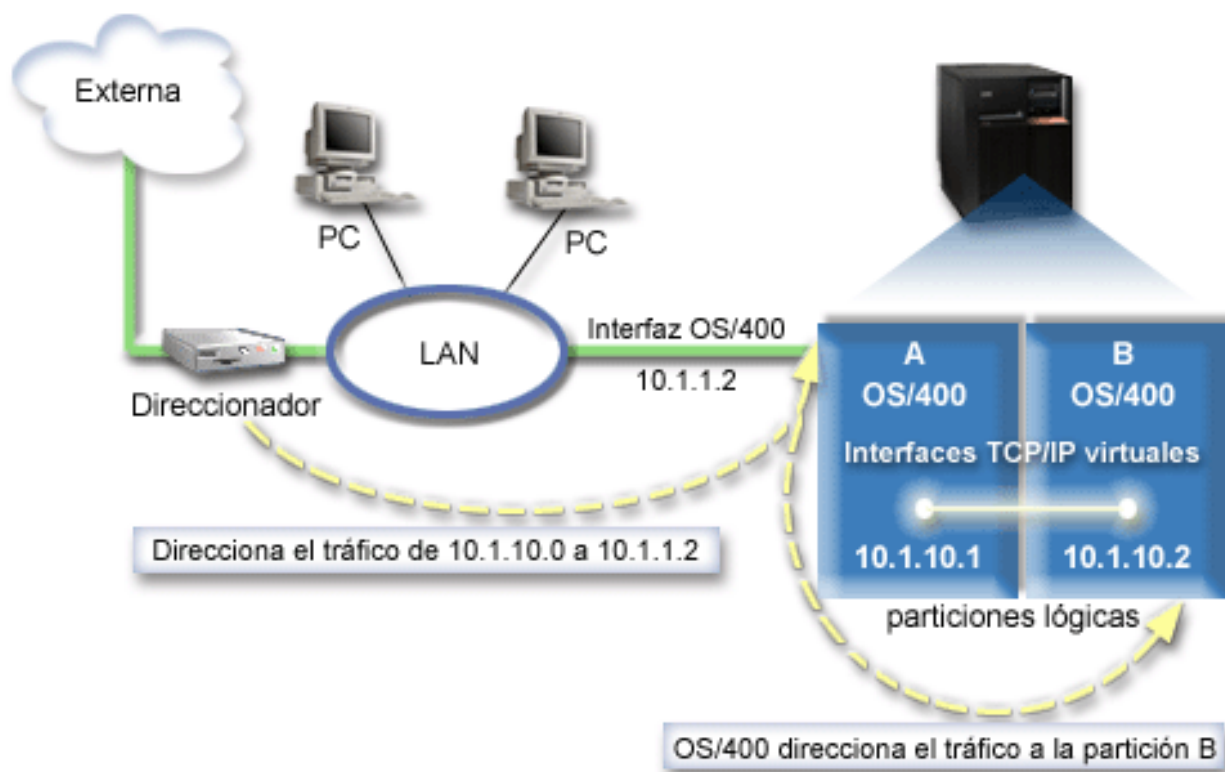 Externa
PC
PC
LAN
Direccionador
Interfaz OS/400
10.1.1.2
Direcciona el tráfico de 10.1.10.0 a 10.1.1.2
A
OS/400
B
OS/400
Interfaces TCP/IP virtuales
10.1.10.1
10.1.10.2
particiones lógicas
OS/400 direcciona el tráfico a la partición B